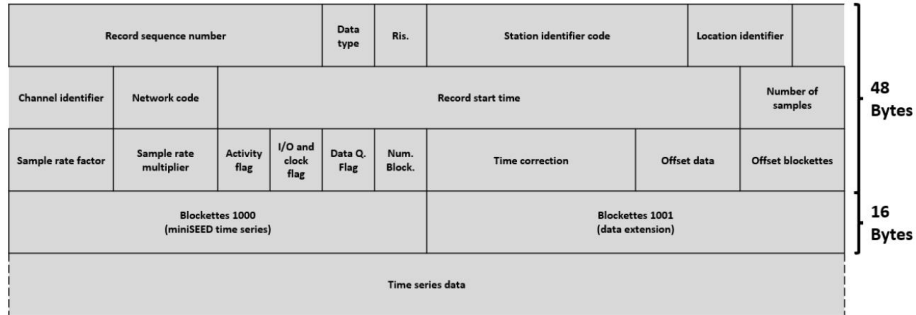 Record sequence number
Data
type
Ris.
Station identifier code
Location identifier
Channel identifier
Network code
Record start time
Number of
samples
48
Bytes
Sample rate factor
Sample rate
multiplier
Activity
flag
I/O and
clock
flag
Data Q.
Flag
Num.
Block.
Time correction
Offset data
Offset blockettes
Blockettes 1000
(miniSEED time series)
Blockettes 1001
(data extension)
16
Bytes
Time series data